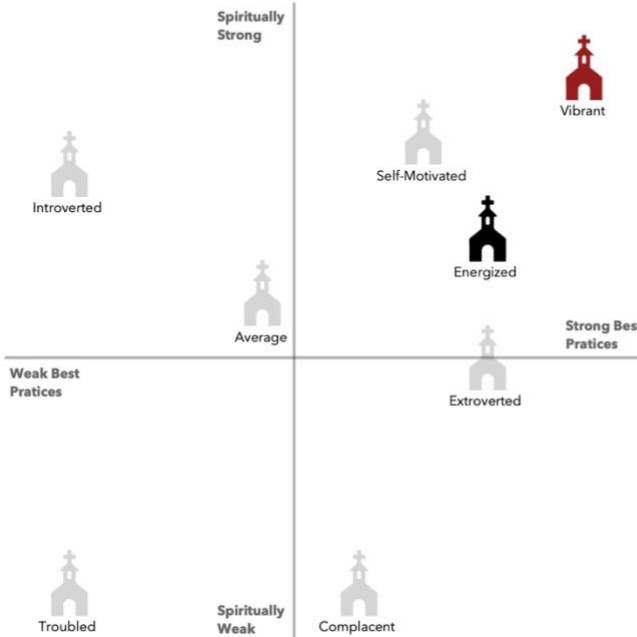 Spiritually
Strong
Vibrant
Self-Motivated
Introverted
Energized
Average
Strong Bes
Pratices
Weak Best
Pratices
Extroverted
Troubled
Spiritually
Weak
Complacent